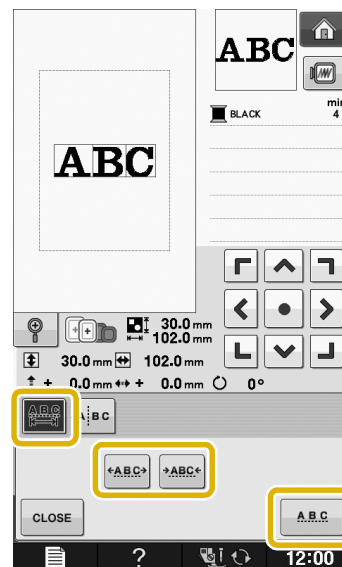 ABC
BLACK
min
4
ABC
30.0 mm
102.0 mm
30.0 mm 102.0 mm
+ 0.0 mm + 0.0 mm 0°
ABC A BC
ABC ABC
CLOSE
ABC
? 12:00